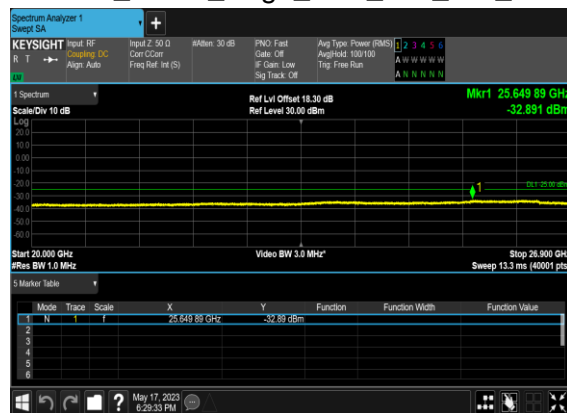 Spectrum Analyzer 1
Swept SA
KEYSIGHT
R T
Input: RF
Coupling: DC
Align: Auto
Input Z: 50 Ω
Corr CCorr
Freq Ref: Int (S)
#Atten: 30 dB
PNO: Fast
Gate: Off
IF Gain: Low
Sig Track: Off
Avg Type: Power (RMS)
Avg|Hold: 100/100
Trig: Free Run
1 2 3 4 5 6
A W W W W W
A N N N N N
1 Spectrum
Scale/Div 10 dB
Log
Ref Lvl Offset 18.30 dB
Ref Level 30.00 dBm
Mkr1 25.649 89 GHz
-32.891 dBm
20.0
10.0
0.00
-10.0
-20.0
-30.0
-40.0
-50.0
-60.0
1
DL1 -25.00 dBm
Start 20.000 GHz
#Res BW 1.0 MHz
Video BW 3.0 MHz*
Stop 26.900 GHz
Sweep 13.3 ms (40001 pts)
5 Marker Table
Mode Trace Scale X Y Function Function Width Function Value
1 N 1 f 25.649 89 GHz -32.89 dBm
2
3
4
5
6
?
May 17, 2023
6:29:33 PM